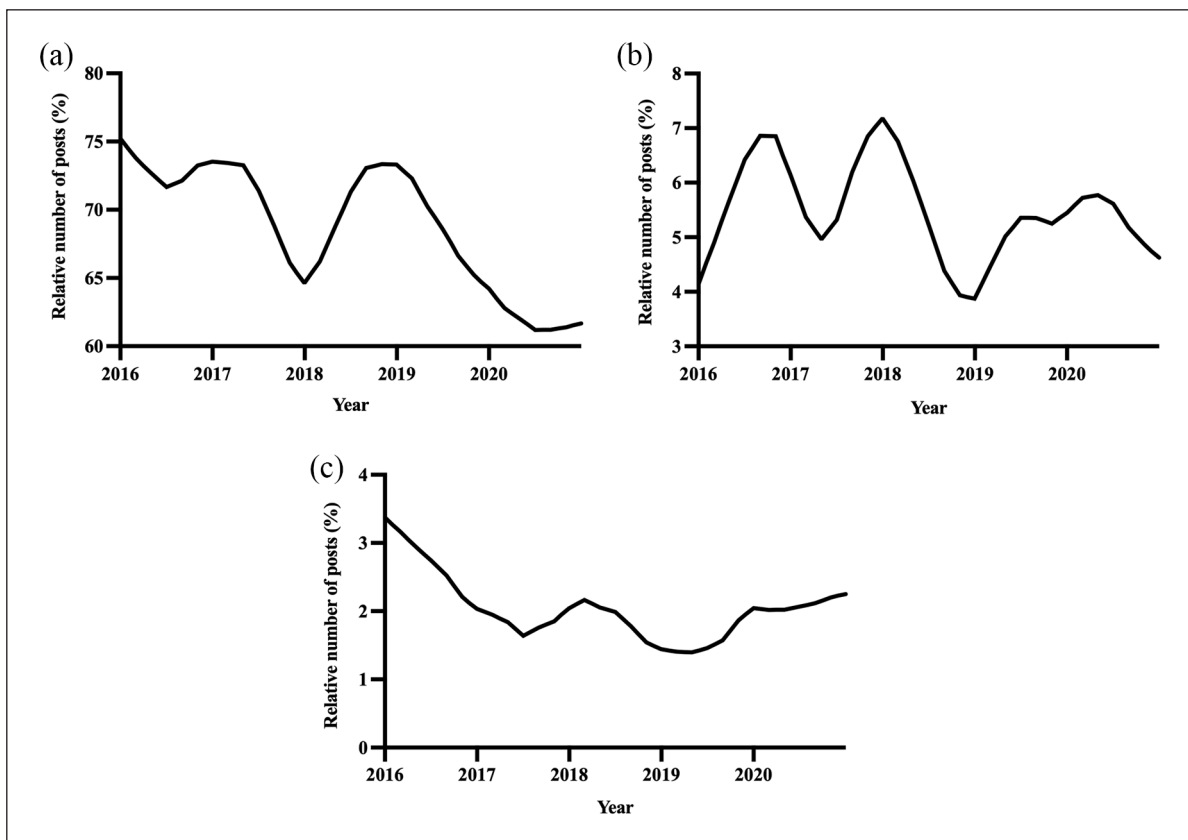 (a)
Relative number of posts (%)
80
75
70
65
60
2016 2017 2018 2019 2020
Year
(b)
Relative number of posts (%)
8
7
6
5
4
3
2016 2017 2018 2019 2020
Year
(c)
Relative number of posts (%)
4
3
2
1
0
2016 2017 2018 2019 2020
Year